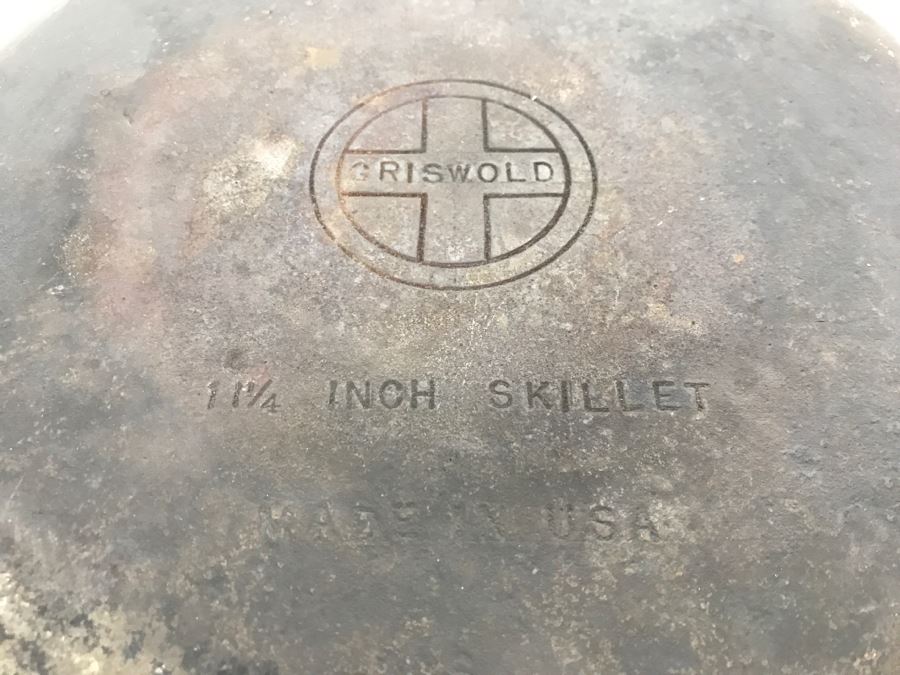 GRISWOLD
11¼ INCH SKILLET
MADE IN USA